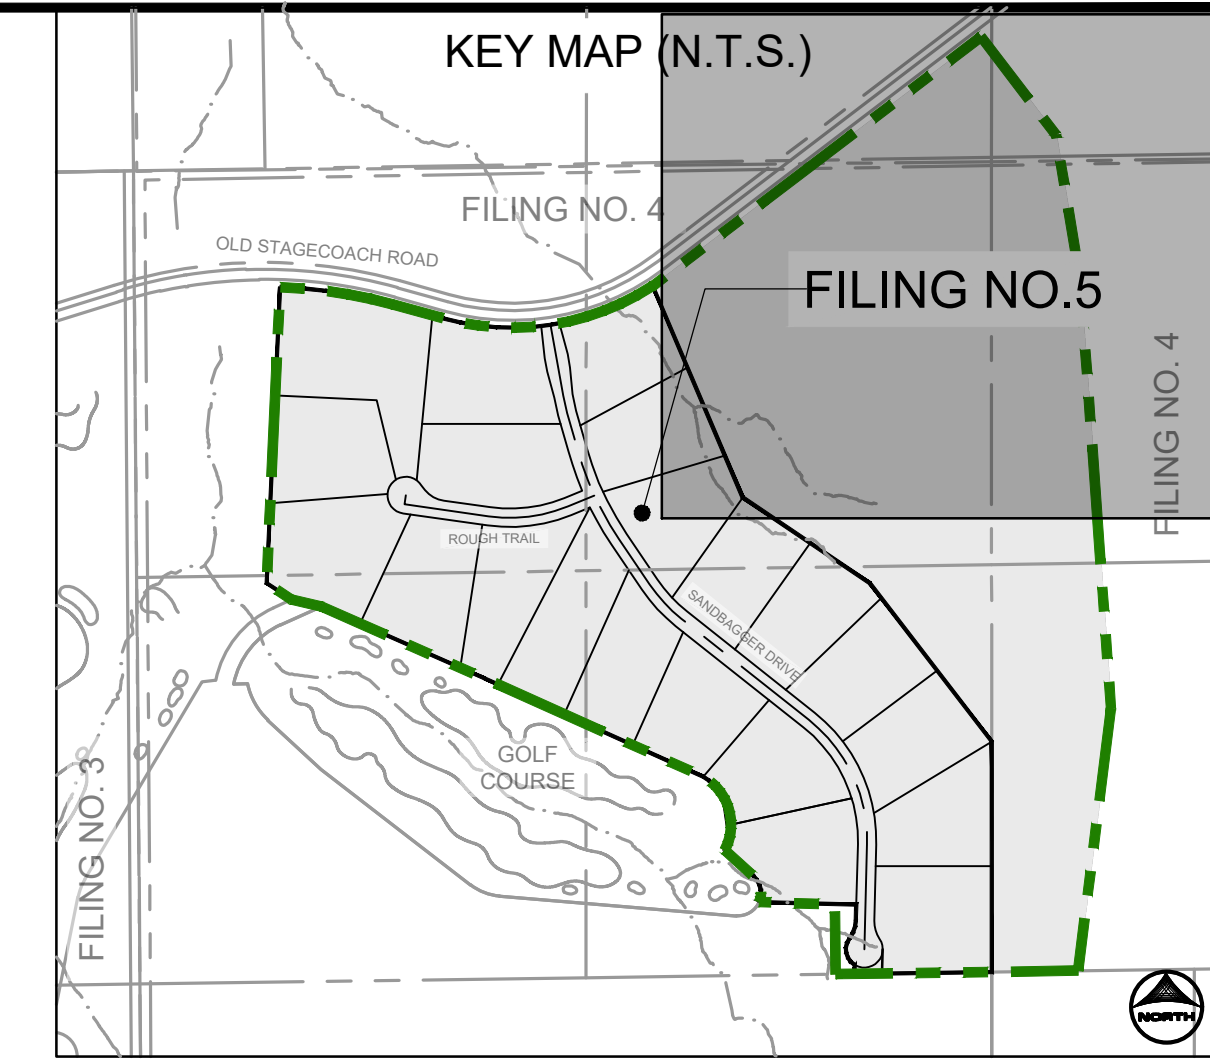 KEY MAP (N.T.S.)
FILING NO. 4
OLD STAGECOACH ROAD
FILING NO.5
FILING NO. 4
ROUGH TRAIL
SANDBAGGER DRIVE
GOLF
COURSE
FILING NO. 3
NORTH